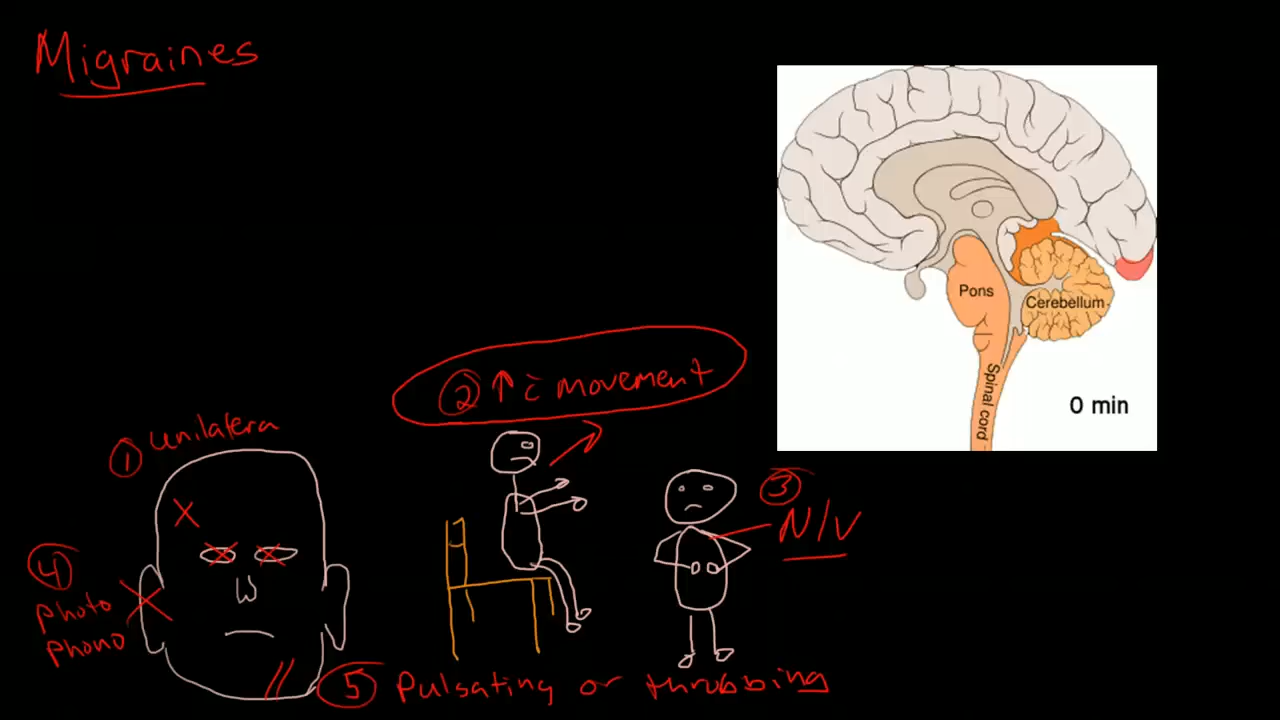 Migraines
Pons
Cerebellum
Spinal cord
0 min
② ↑ c̄ movement
① unilatera
③
N/V
④
photo
phono
⑤ Pulsating or throbbing